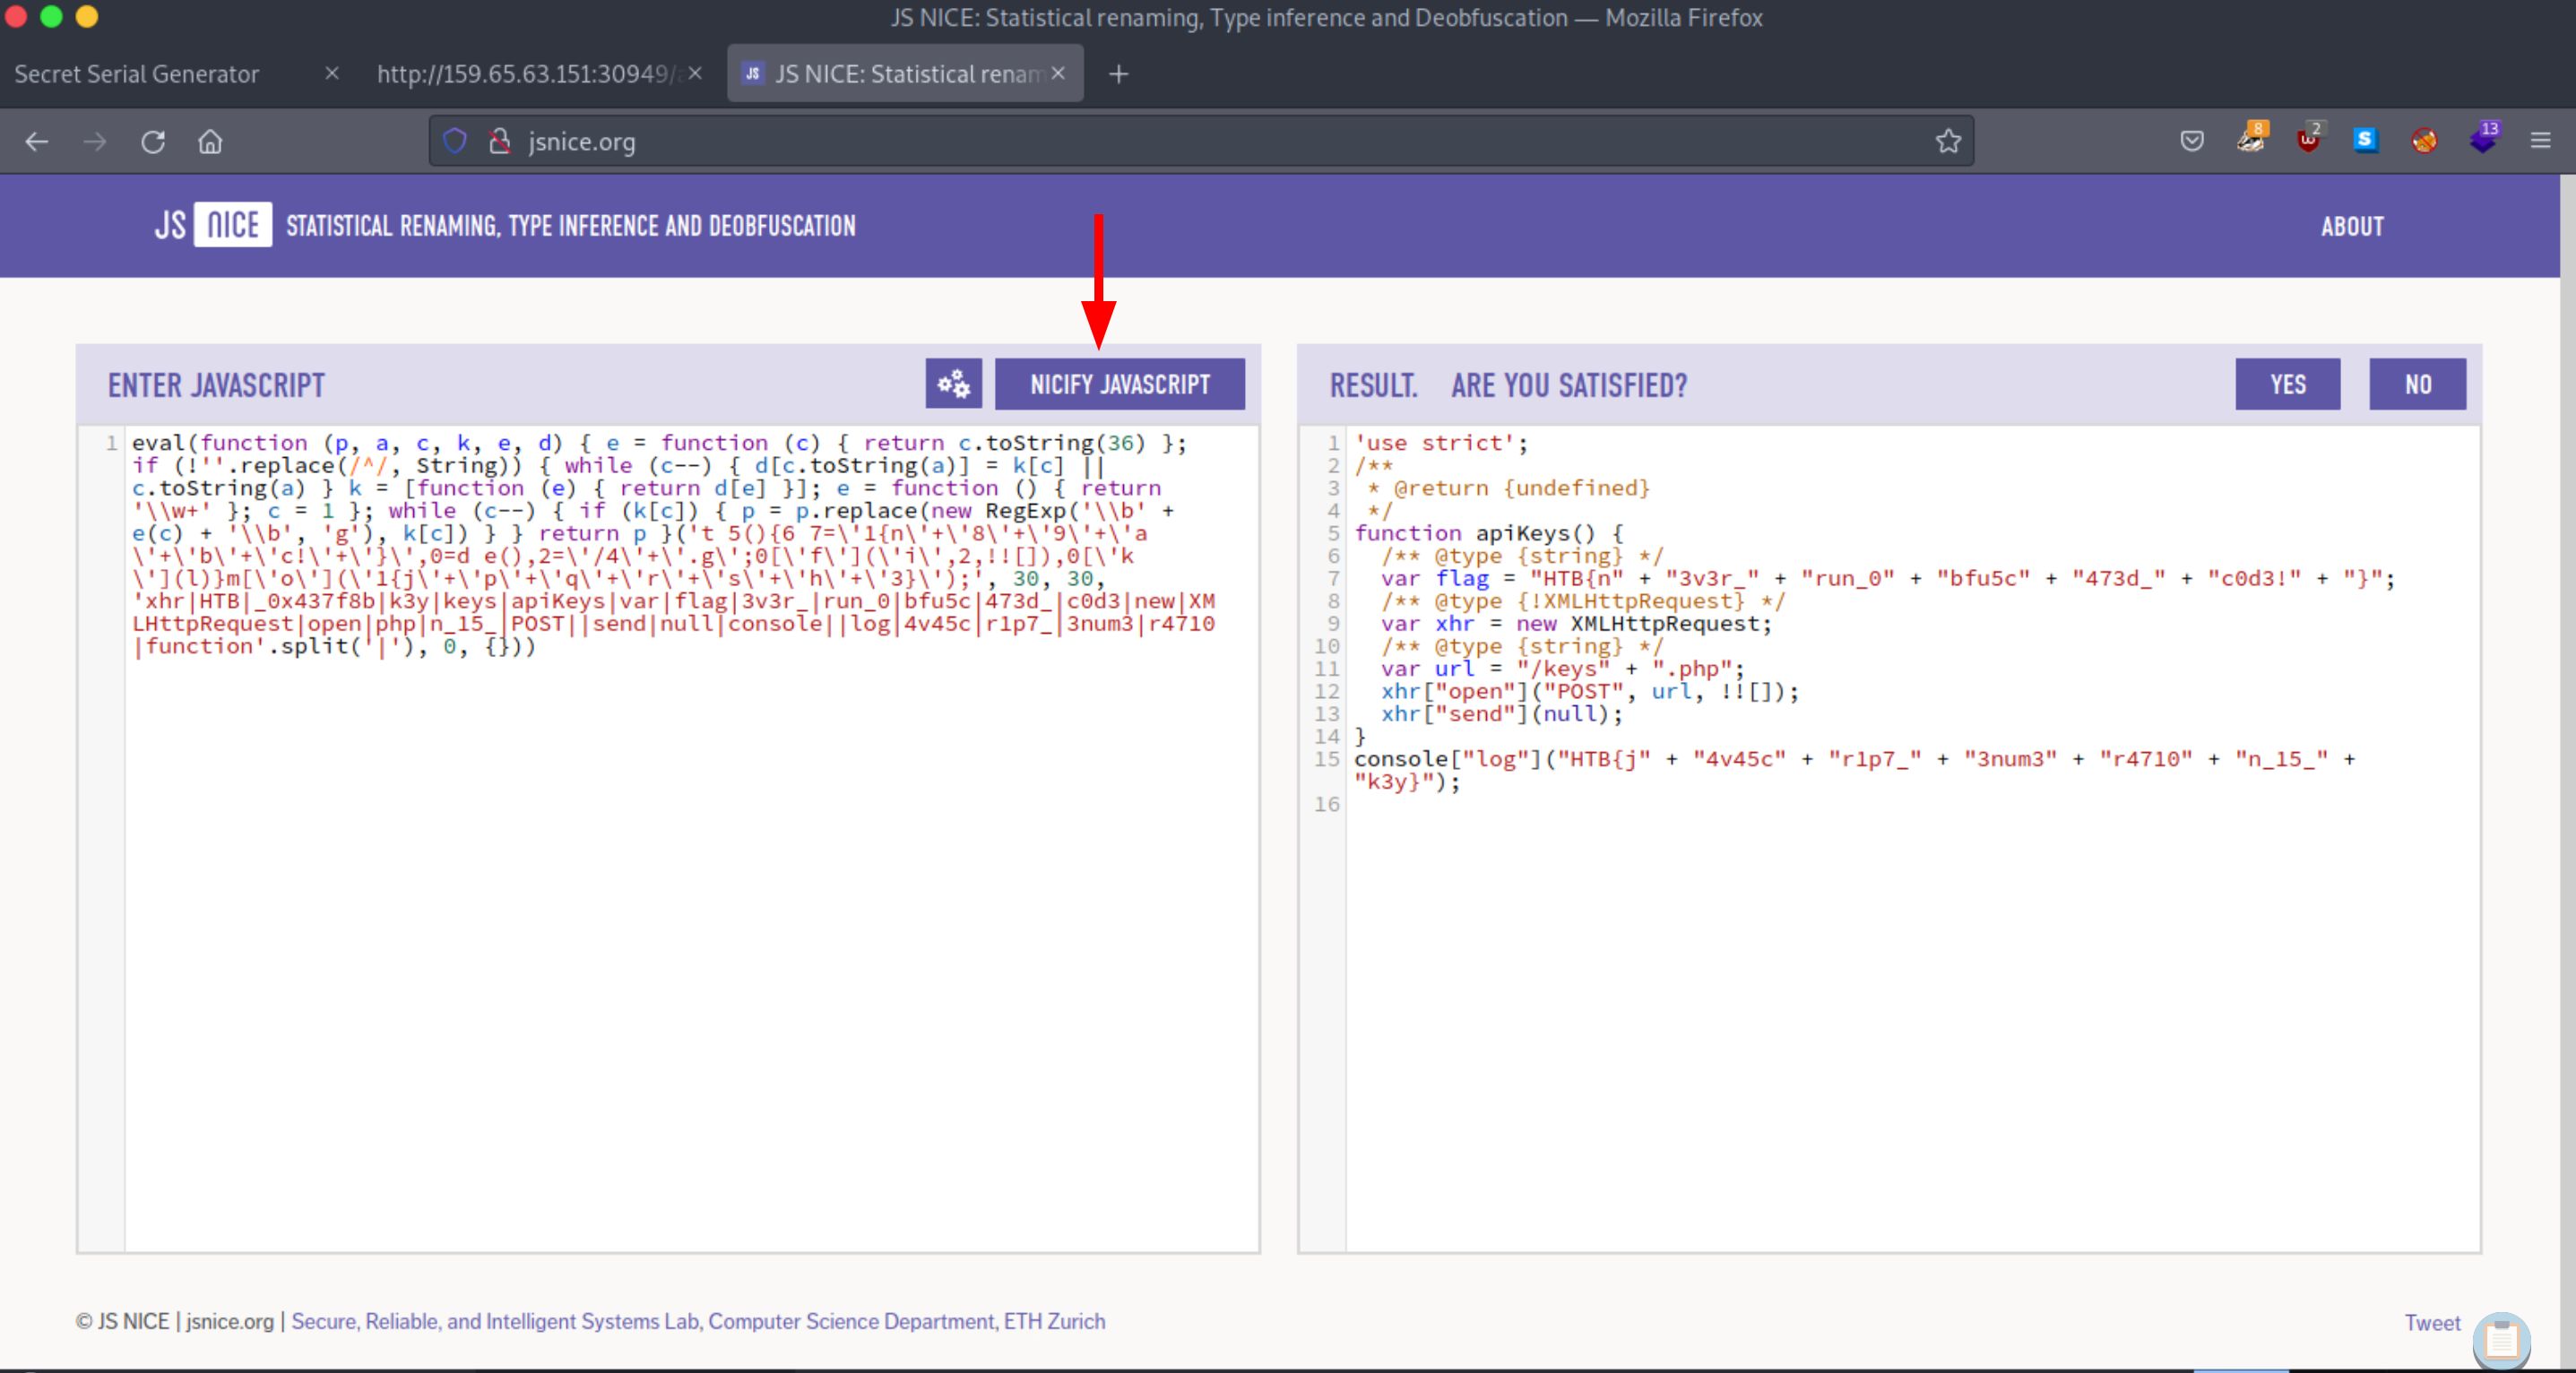 JS NICE: Statistical renaming, Type inference and Deobfuscation — Mozilla Firefox
Secret Serial Generator
http://159.65.63.151:30949/
JS NICE: Statistical renam
jsnice.org
8
2
S
13
JS NICE STATISTICAL RENAMING, TYPE INFERENCE AND DEOBFUSCATION
ABOUT
ENTER JAVASCRIPT
NICIFY JAVASCRIPT
1 eval(function (p, a, c, k, e, d) { e = function (c) { return c.toString(36) };
if (!''.replace(/^/, String)) { while (c--) { d[c.toString(a)] = k[c] ||
c.toString(a) } k = [function (e) { return d[e] }]; e = function () { return
'\\w+' }; c = 1 }; while (c--) { if (k[c]) { p = p.replace(new RegExp('\\b' +
e(c) + '\\b', 'g'), k[c]) } } return p }('t 5(){6 7=\'1{n\'+\'8\'+\'9\'+\'a
\'+\'b\'+\'c!\'+\'}\',0=d e(),2=\'/4\'+\'.g\';0[\'f\'](\'i\',2,!![]),0[\'k
\'](l)}m[\'o\'](\'1{j\'+\'p\'+\'q\'+\'r\'+\'s\'+\'h\'+\'3}\');', 30, 30,
'xhr|HTB|_0x437f8b|k3y|keys|apiKeys|var|flag|3v3r_|run_0|bfu5c|473d_|c0d3|new|XM
LHttpRequest|open|php|n_15_|POST||send|null|console||log|4v45c|r1p7_|3num3|r4710
|function'.split('|'), 0, {}))
RESULT. ARE YOU SATISFIED?
YES
NO
1 'use strict';
2 /**
3 * @return {undefined}
4 */
5 function apiKeys() {
6 /** @type {string} */
7 var flag = "HTB{n" + "3v3r_" + "run_0" + "bfu5c" + "473d_" + "c0d3!" + "}";
8 /** @type {!XMLHttpRequest} */
9 var xhr = new XMLHttpRequest;
10 /** @type {string} */
11 var url = "/keys" + ".php";
12 xhr["open"]("POST", url, !![]);
13 xhr["send"](null);
14 }
15 console["log"]("HTB{j" + "4v45c" + "r1p7_" + "3num3" + "r4710" + "n_15_" +
"k3y}");
16
© JS NICE | jsnice.org | Secure, Reliable, and Intelligent Systems Lab, Computer Science Department, ETH Zurich
Tweet